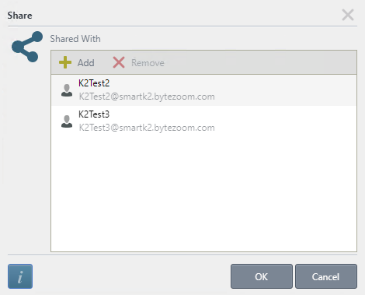 Share
Shared With
Add Remove
K2Test2
K2Test2@smartk2.bytezoom.com
K2Test3
K2Test3@smartk2.bytezoom.com
i
OK Cancel